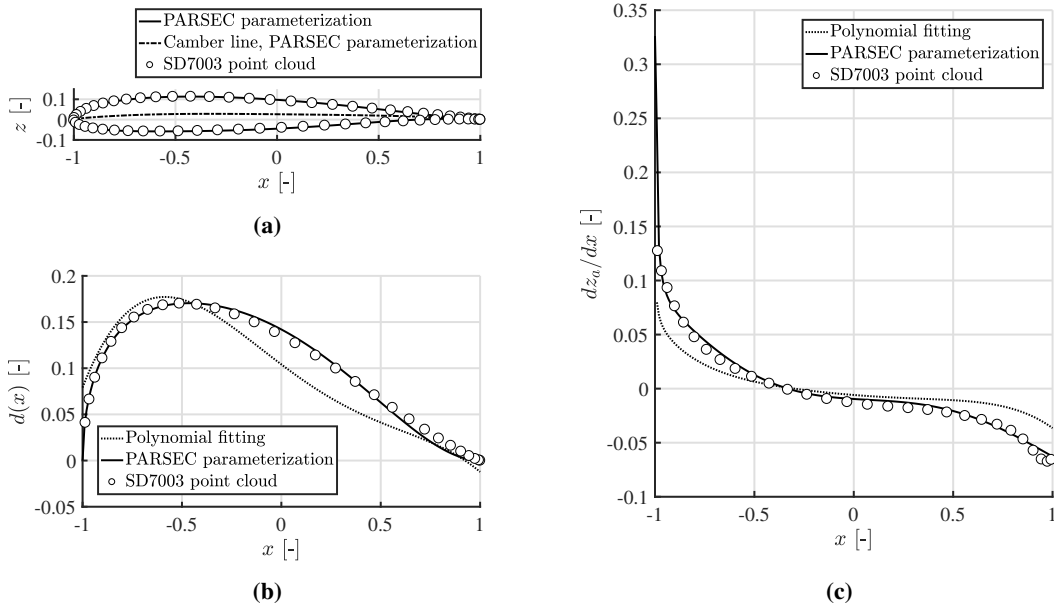 PARSEC parameterization
Camber line, PARSEC parameterization
SD7003 point cloud
0.1
0
-0.1
z [-]
-1
-0.5
0
0.5
1
x [-]
(a)
0.2
0.15
0.1
0.05
0
-0.05
d(x) [-]
Polynomial fitting
PARSEC parameterization
SD7003 point cloud
-1
-0.5
0
0.5
1
x [-]
(b)
0.35
0.3
0.25
0.2
0.15
0.1
0.05
0
-0.05
-0.1
dz_a/dx [-]
Polynomial fitting
PARSEC parameterization
SD7003 point cloud
-1
-0.5
0
0.5
1
x [-]
(c)